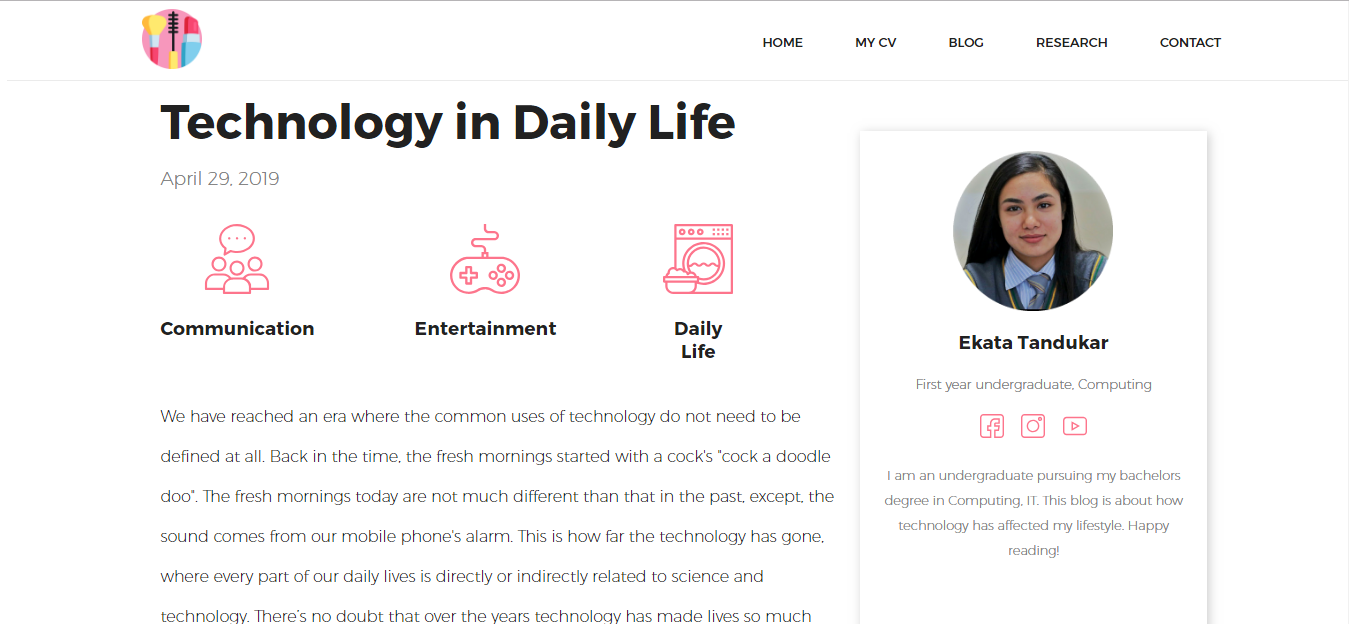 HOME MY CV BLOG RESEARCH CONTACT
Technology in Daily Life
April 29, 2019
Communication
Entertainment
Daily
Life
We have reached an era where the common uses of technology do not need to be
defined at all. Back in the time, the fresh mornings started with a cock's "cock a doodle
doo". The fresh mornings today are not much different than that in the past, except, the
sound comes from our mobile phone's alarm. This is how far the technology has gone,
where every part of our daily lives is directly or indirectly related to science and
technology. There's no doubt that over the years technology has made lives so much
Ekata Tandukar
First year undergraduate, Computing
I am an undergraduate pursuing my bachelors
degree in Computing, IT. This blog is about how
technology has affected my lifestyle. Happy
reading!